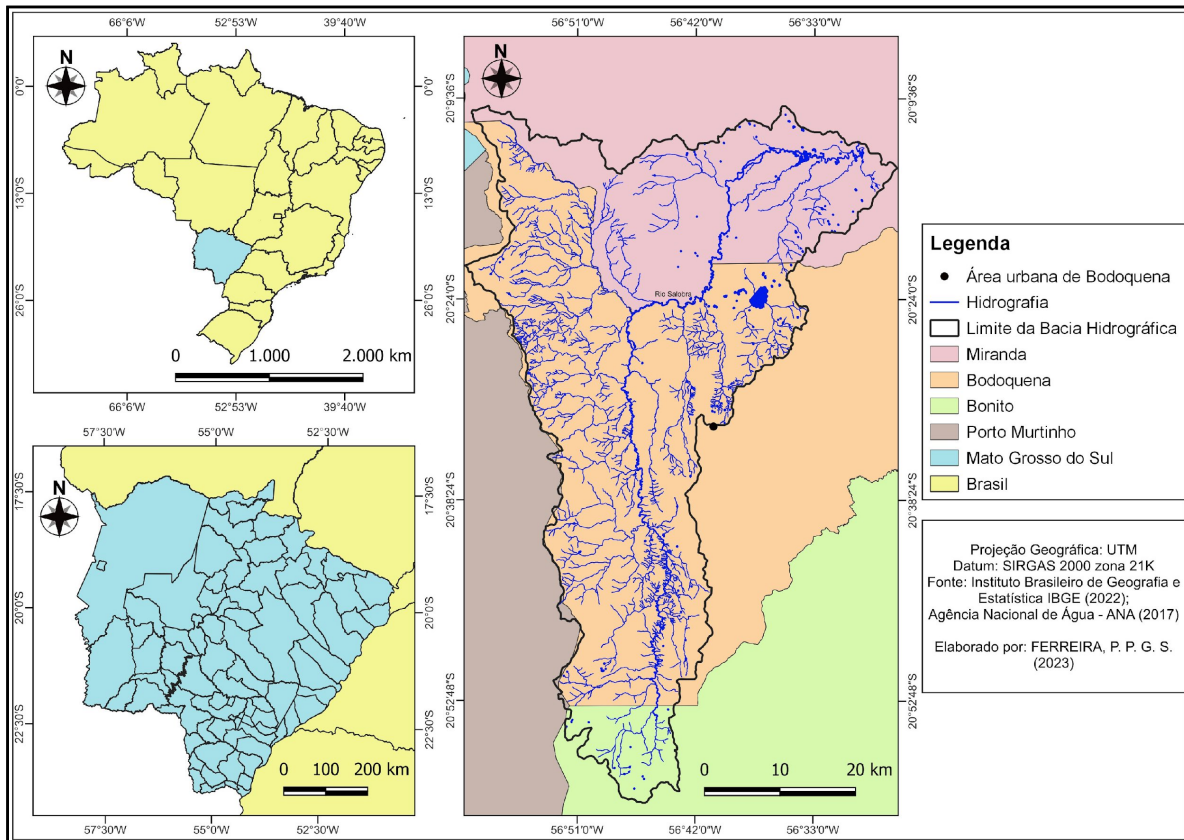 66°6'W 52°53'W 39°40'W
N
0°0' 0°0'
13°0'S 13°0'S
26°0'S 26°0'S
0 1.000 2.000 km
66°6'W 52°53'W 39°40'W
57°30'W 55°0'W 52°30'W
N
17°30'S 17°30'S
20°0'S 20°0'S
22°30'S 22°30'S
0 100 200 km
57°30'W 55°0'W 52°30'W
56°51'0"W 56°42'0"W 56°33'0"W
N
20°9'36"S 20°9'36"S
Rio Salobra
20°24'0"S 20°24'0"S
20°38'24"S 20°38'24"S
20°52'48"S 20°52'48"S
0 10 20 km
56°51'0"W 56°42'0"W 56°33'0"W
Legenda
Área urbana de Bodoquena
Hidrografia
Limite da Bacia Hidrográfica
Miranda
Bodoquena
Bonito
Porto Murtinho
Mato Grosso do Sul
Brasil
Projeção Geográfica: UTM
Datum: SIRGAS 2000 zona 21K
Fonte: Instituto Brasileiro de Geografia e
Estatística IBGE (2022);
Agência Nacional de Água - ANA (2017)
Elaborado por: FERREIRA, P. P. G. S.
(2023)